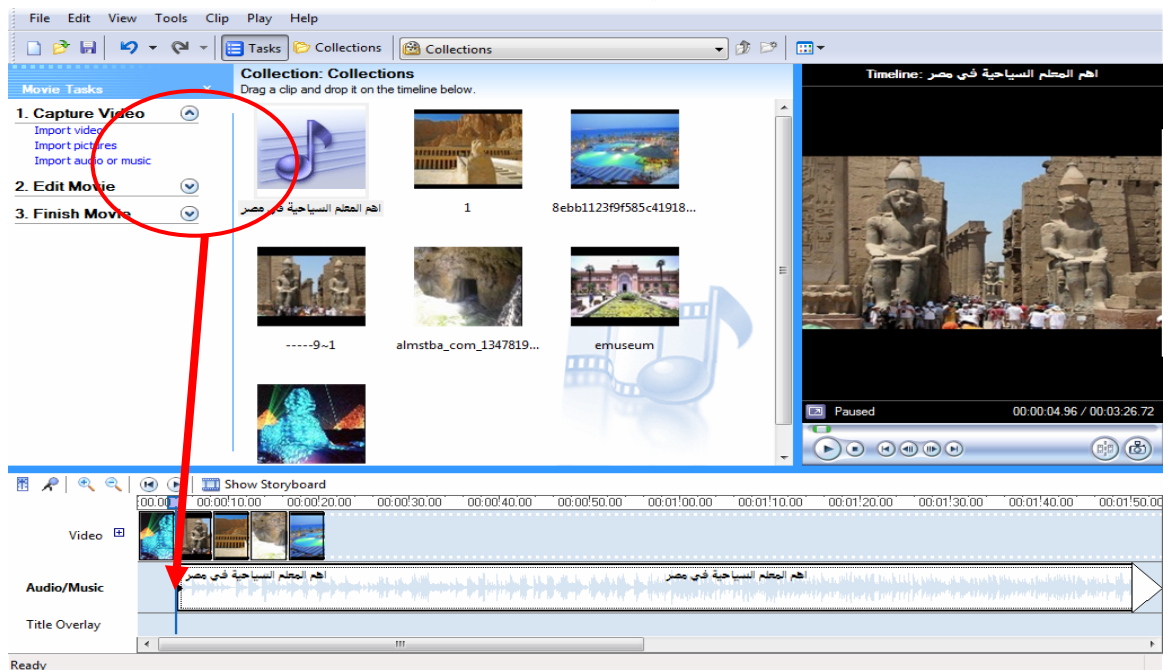 File Edit View Tools Clip Play Help
Tasks Collections Collections
Movie Tasks ×
Collection: Collections
Drag a clip and drop it on the timeline below.
Timeline: اهم المعلم السياحية في مصر
1. Capture Video
Import video
Import pictures
Import audio or music
2. Edit Movie
3. Finish Movie
اهم المعلم السياحية في مصر
1
8ebb1123f9f585c41918...
-----9~1
almstba_com_1347819...
emuseum
Paused 00:00:04.96 / 00:03:26.72
Show Storyboard
00:00:10.00 00:00:20.00 00:00:30.00 00:00:40.00 00:00:50.00 00:01:00.00 00:01:10.00 00:01:20.00 00:01:30.00 00:01:40.00 00:01:50.00
Video
Audio/Music
اهم المعلم السياحية في مصر
اهم المعلم السياحية في مصر
Title Overlay
Ready